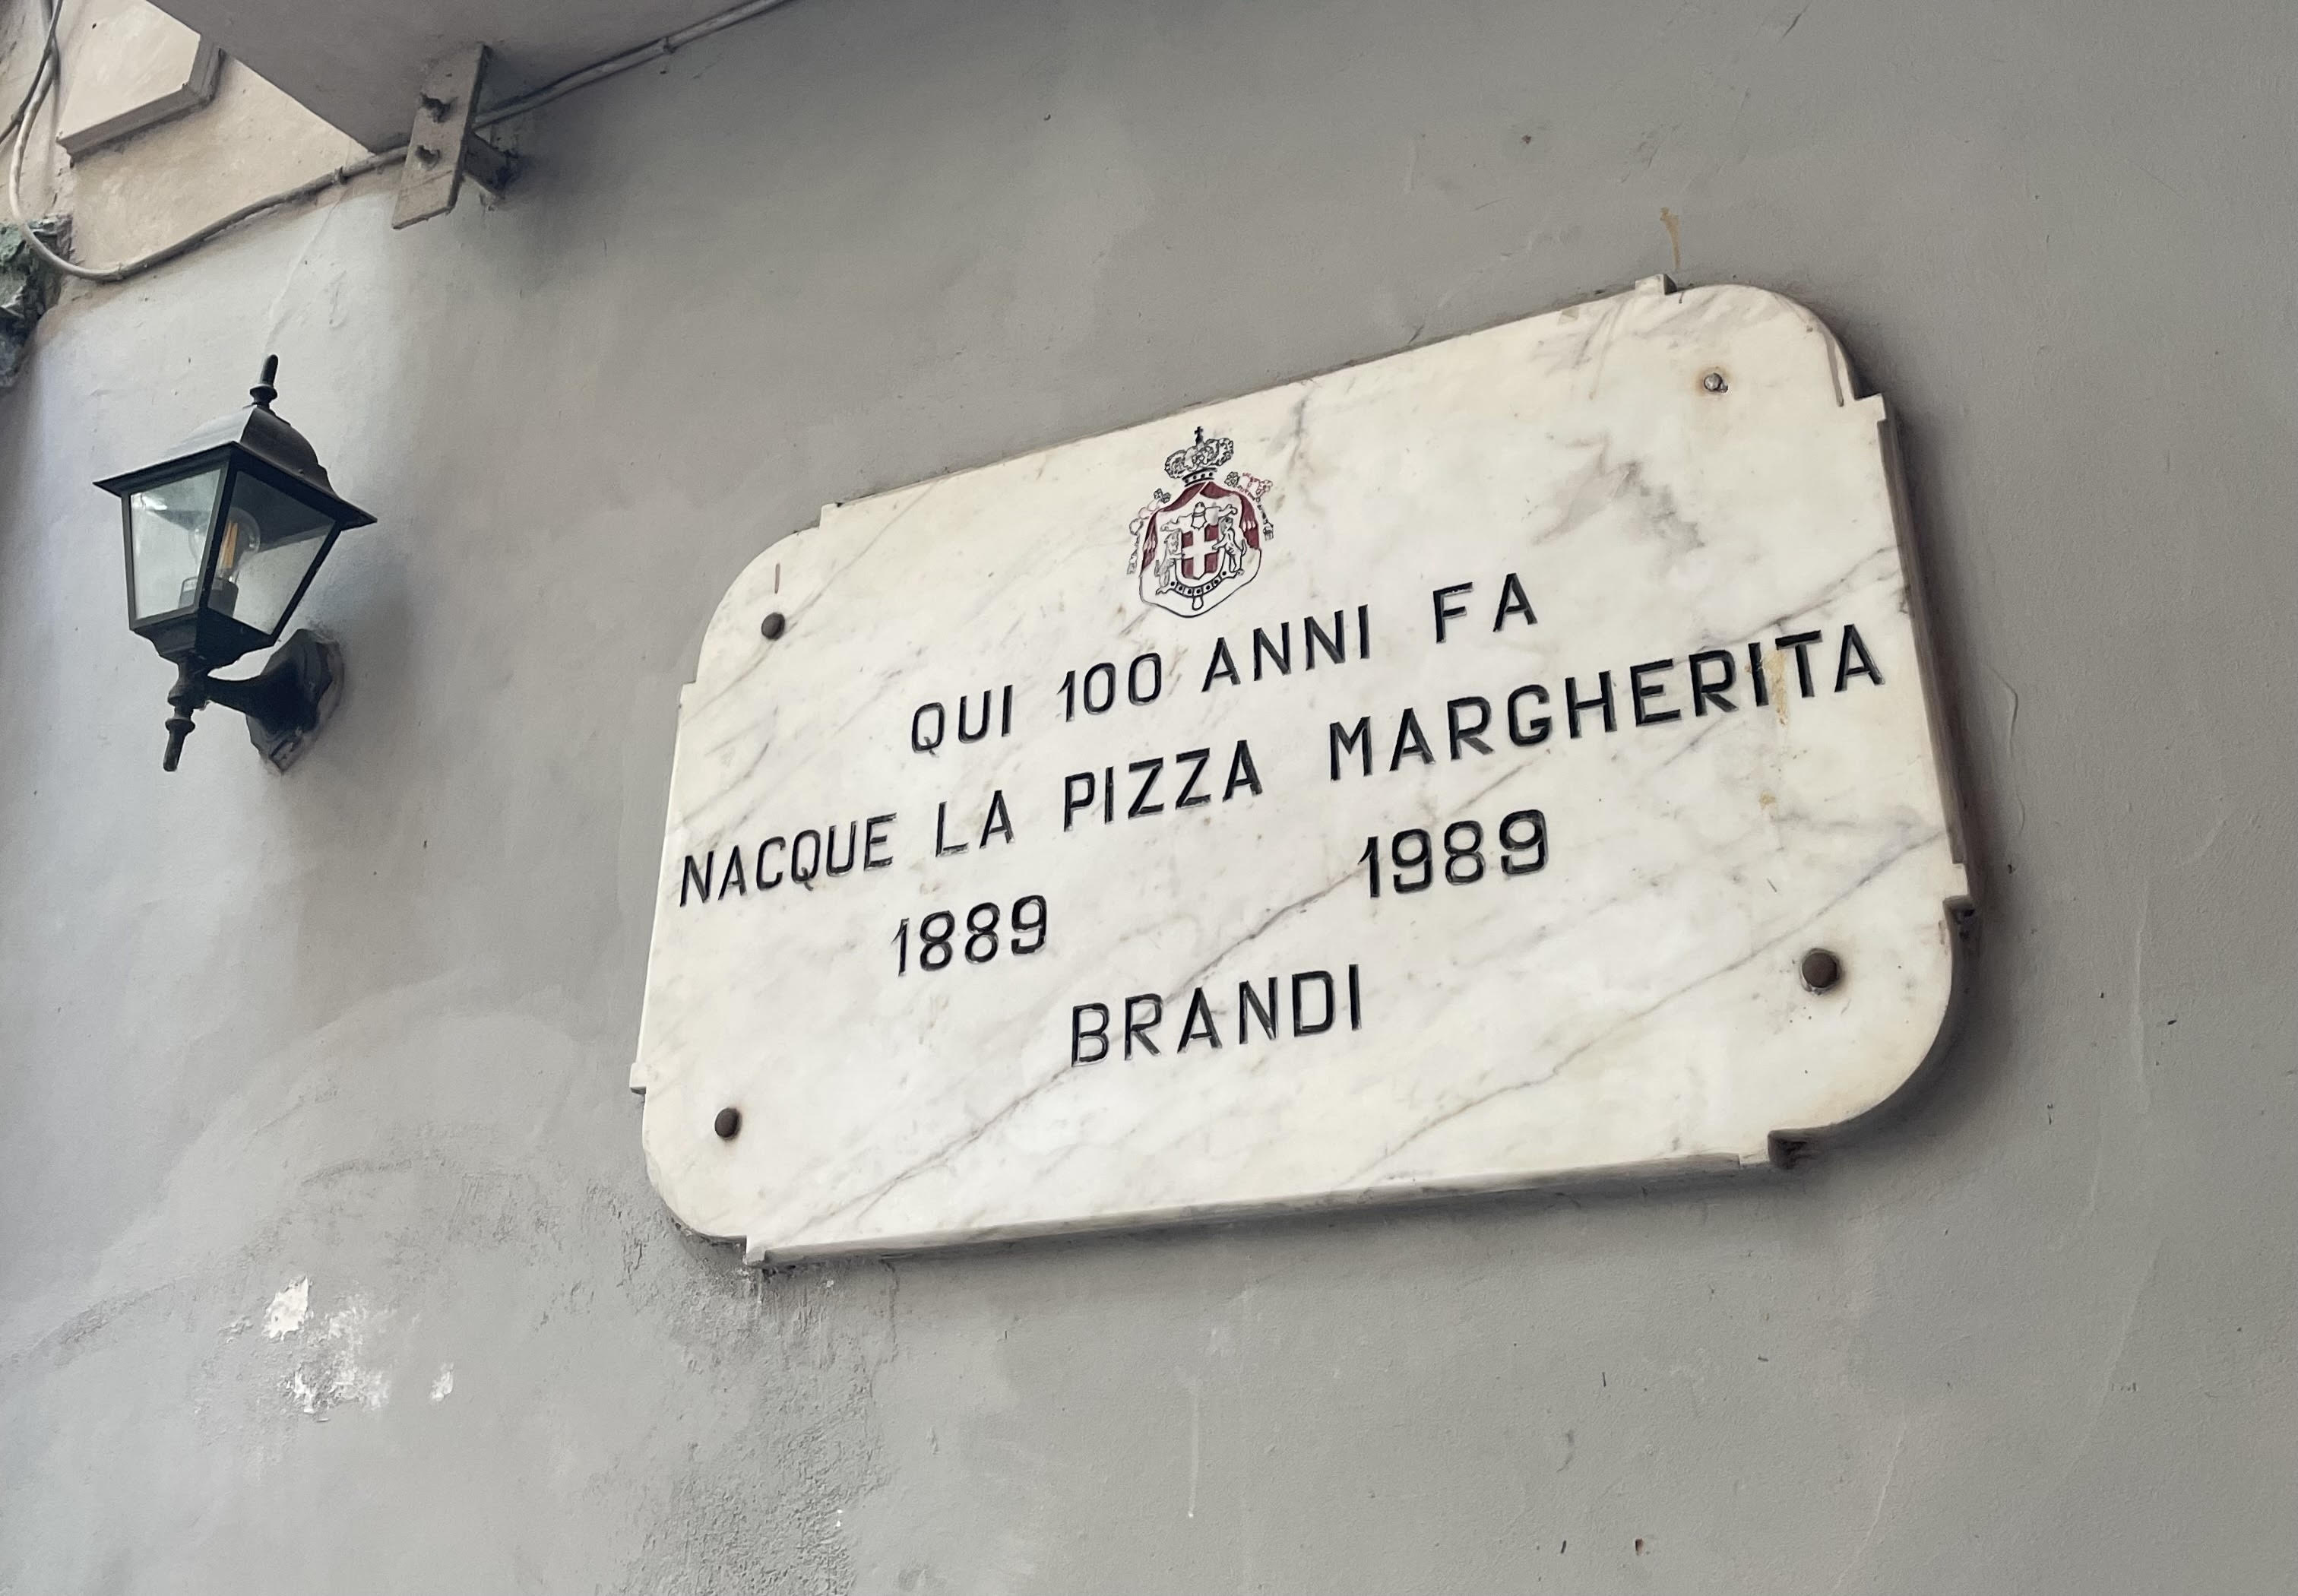 QUI 100 ANNI FA
NACQUE LA PIZZA MARGHERITA
1889 1989
BRANDI